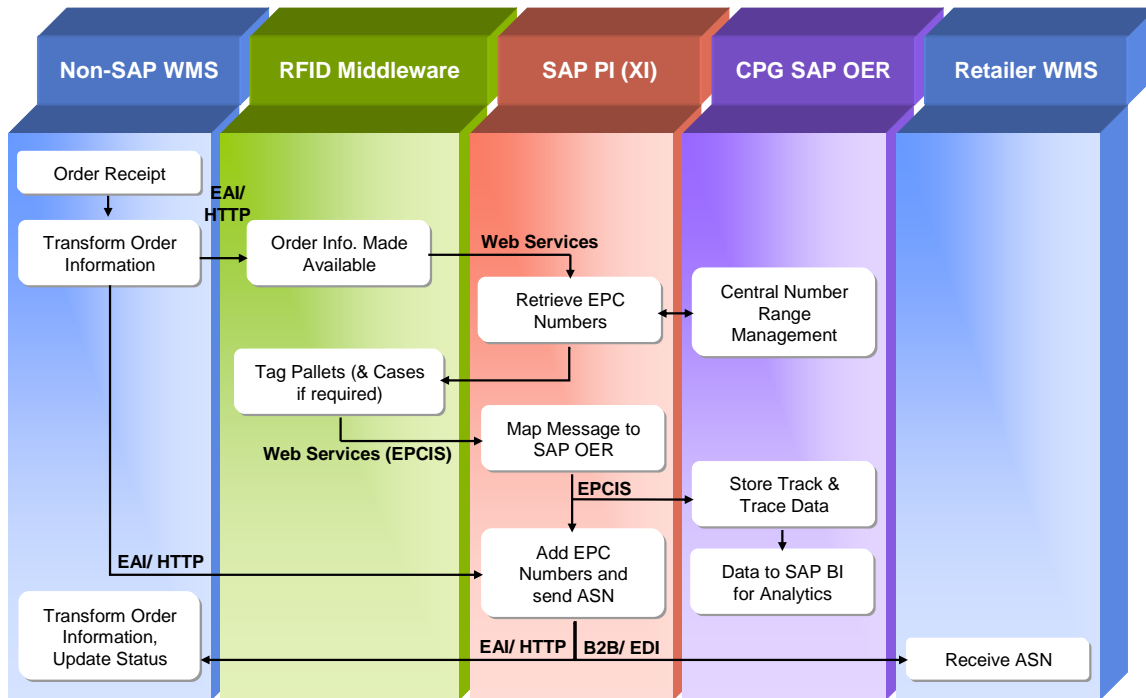 Non-SAP WMS
RFID Middleware
SAP PI (XI)
CPG SAP OER
Retailer WMS
Order Receipt
EAI/
HTTP
Transform Order
Information
Order Info. Made
Available
Web Services
Retrieve EPC
Numbers
Central Number
Range
Management
Tag Pallets (& Cases
if required)
Web Services (EPCIS)
Map Message to
SAP OER
EPCIS
Store Track &
Trace Data
EAI/ HTTP
Add EPC
Numbers and
send ASN
Data to SAP BI
for Analytics
Transform Order
Information,
Update Status
EAI/ HTTP
B2B/ EDI
Receive ASN